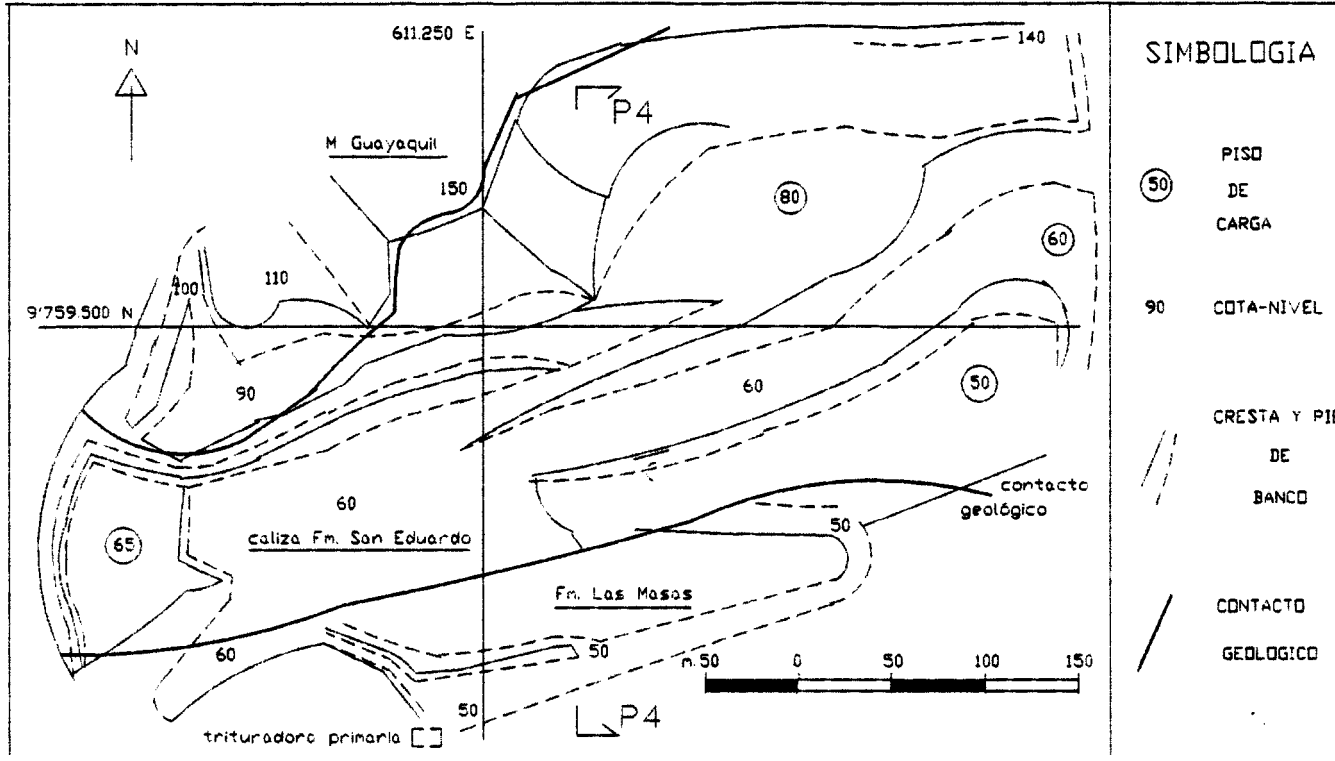 611.250 E
140
N
P4
M Guayaquil
150
80
60
110
100
9'759.500 N
90
60
50
60
contacto
geológico
50
caliza Fm. San Eduardo
65
Fm. Las Masas
60
50
m. 50 0 50 100 150
50
P4
trituradora primaria
SIMBOLOGIA
50
PISO
DE
CARGA
90 COTA-NIVEL
CRESTA Y PIE
DE
BANCO
CONTACTO
GEOLOGICO